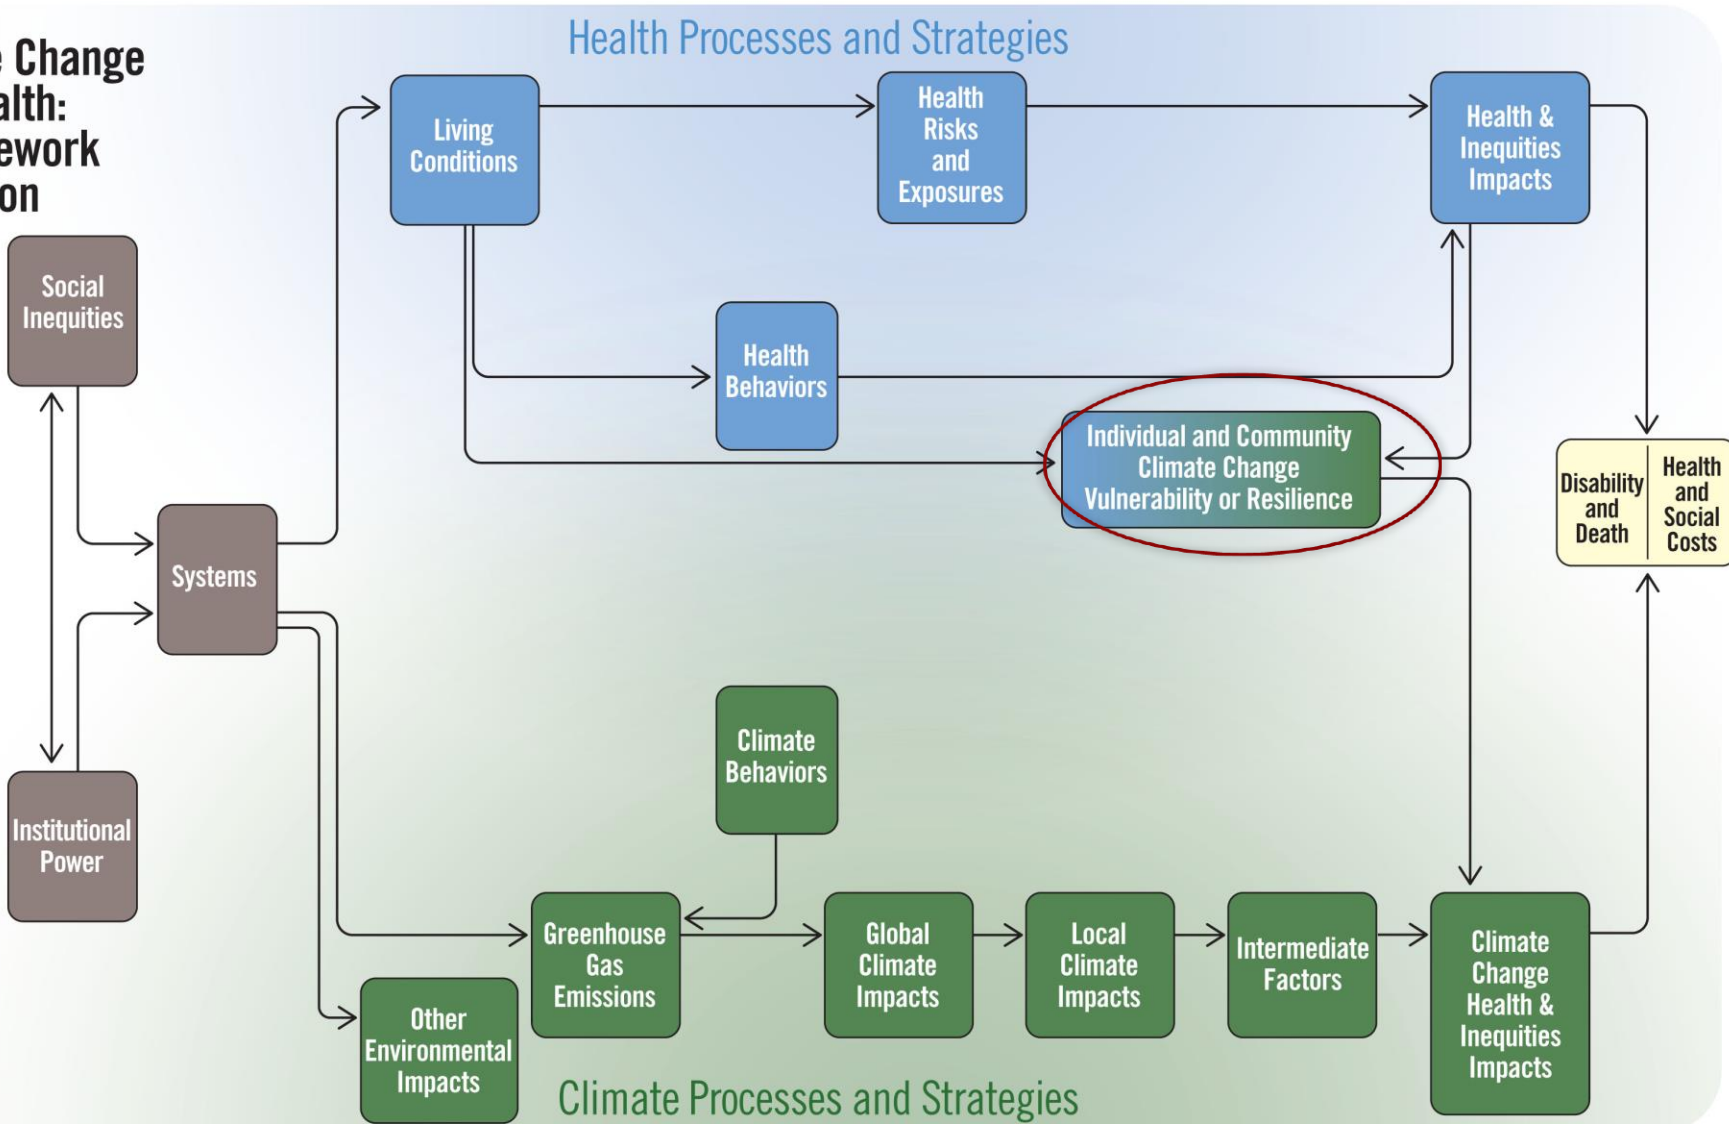 Health Processes and Strategies
Change
Living
Conditions
Health
Risks
and
Exposures
Health &
Inequities
Impacts
Social
Inequities
Health
Behaviors
Individual and Community
Climate Change
Vulnerability or Resilience
Disability
and
Death
Health
and
Social
Costs
Systems
Climate
Behaviors
Institutional
Power
Greenhouse
Gas
Emissions
Global
Climate
Impacts
Local
Climate
Impacts
Intermediate
Factors
Climate
Change
Health &
Inequities
Impacts
Other
Environmental
Impacts
Climate Processes and Strategies